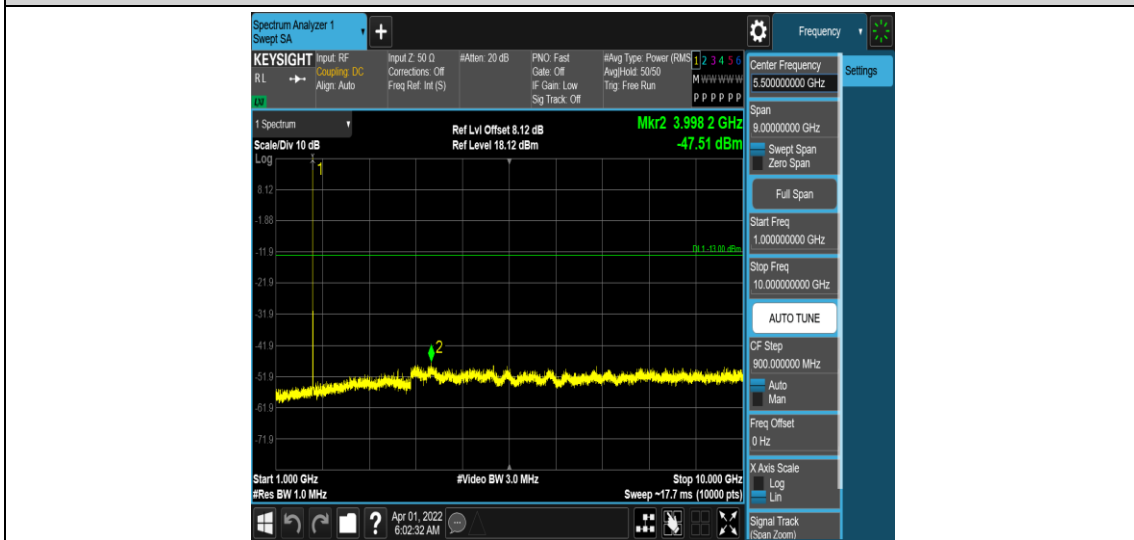 Spectrum Analyzer 1
Swept SA
+
Frequency
KEYSIGHT
RL
LXI
Input: RF
Coupling: DC
Align: Auto
Input Z: 50 Ω
Corrections: Off
Freq Ref: Int (S)
#Atten: 20 dB
PNO: Fast
Gate: Off
IF Gain: Low
Sig Track: Off
#Avg Type: Power (RMS
Avg|Hold: 50/50
Trig: Free Run
1 2 3 4 5 6
M W W W W W
P P P P P P
1 Spectrum
Scale/Div 10 dB
Log
Ref Lvl Offset 8.12 dB
Ref Level 18.12 dBm
Mkr2 3.998 2 GHz
-47.51 dBm
1
8.12
-1.88
-11.9
DL1 -13.00 dBm
-21.9
-31.9
-41.9
2
-51.9
-61.9
-71.9
Start 1.000 GHz
#Res BW 1.0 MHz
#Video BW 3.0 MHz
Stop 10.000 GHz
Sweep ~17.7 ms (10000 pts)
Apr 01, 2022
6:02:32 AM
?
Center Frequency
5.500000000 GHz
Settings
Span
9.00000000 GHz
Swept Span
Zero Span
Full Span
Start Freq
1.000000000 GHz
Stop Freq
10.000000000 GHz
AUTO TUNE
CF Step
900.000000 MHz
Auto
Man
Freq Offset
0 Hz
X Axis Scale
Log
Lin
Signal Track
(Span Zoom)